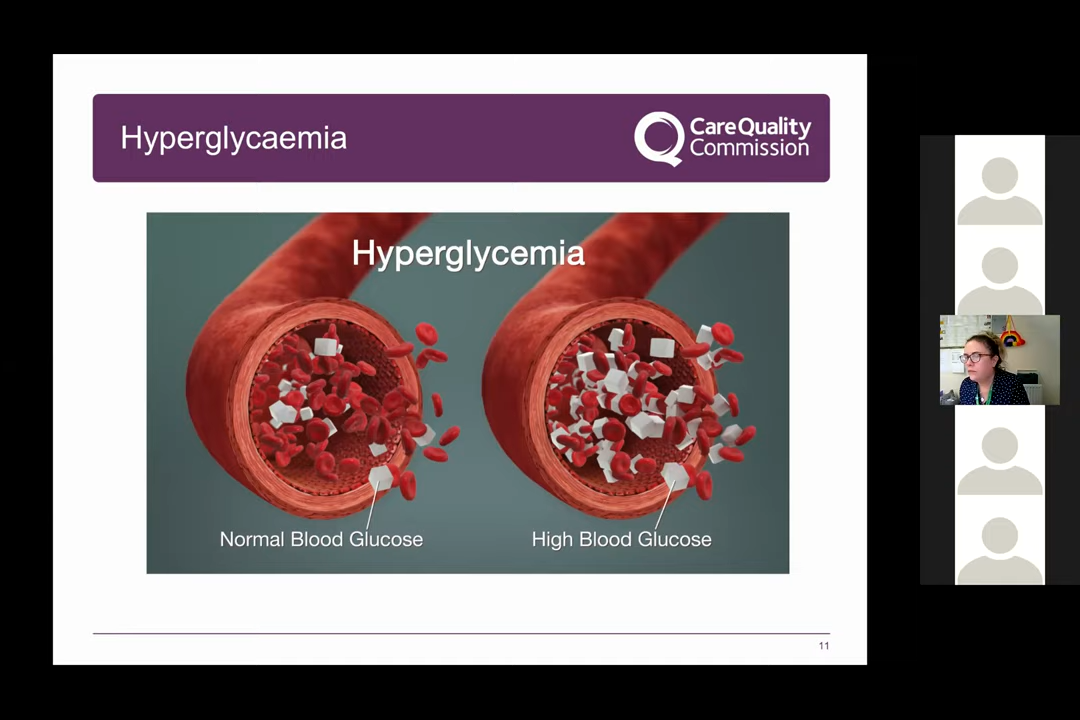 Hyperglycaemia
CareQuality
Commission
Hyperglycemia
Normal Blood Glucose
High Blood Glucose
11